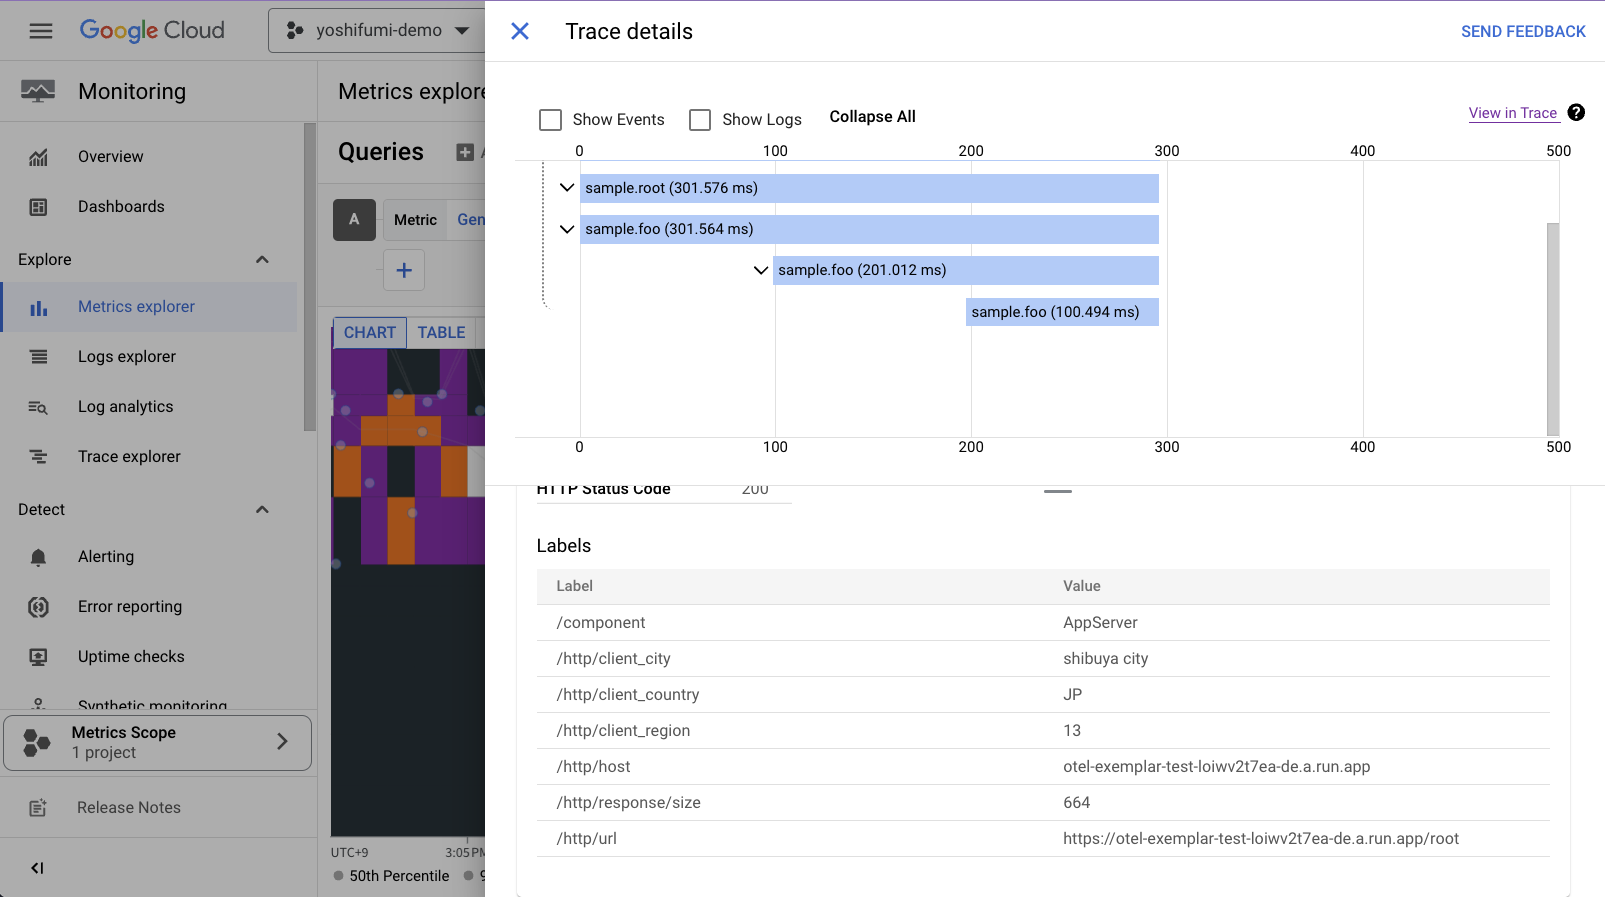 Google Cloud
yoshifumi-demo
Trace details
SEND FEEDBACK
Monitoring
Metrics explore
Show Events
Show Logs
Collapse All
View in Trace
Overview
Dashboards
Explore
Metrics explorer
Logs explorer
Log analytics
Trace explorer
Detect
Alerting
Error reporting
Uptime checks
Synthetic monitoring
Metrics Scope
1 project
Release Notes
Queries
A
Metric
Gen
CHART
TABLE
UTC+9
3:05 PM
50th Percentile
0 100 200 300 400 500
sample.root (301.576 ms)
sample.foo (301.564 ms)
sample.foo (201.012 ms)
sample.foo (100.494 ms)
0 100 200 300 400 500
HTTP Status Code 200
Labels
Label Value
/component AppServer
/http/client_city shibuya city
/http/client_country JP
/http/client_region 13
/http/host otel-exemplar-test-loiwv2t7ea-de.a.run.app
/http/response/size 664
/http/url https://otel-exemplar-test-loiwv2t7ea-de.a.run.app/root